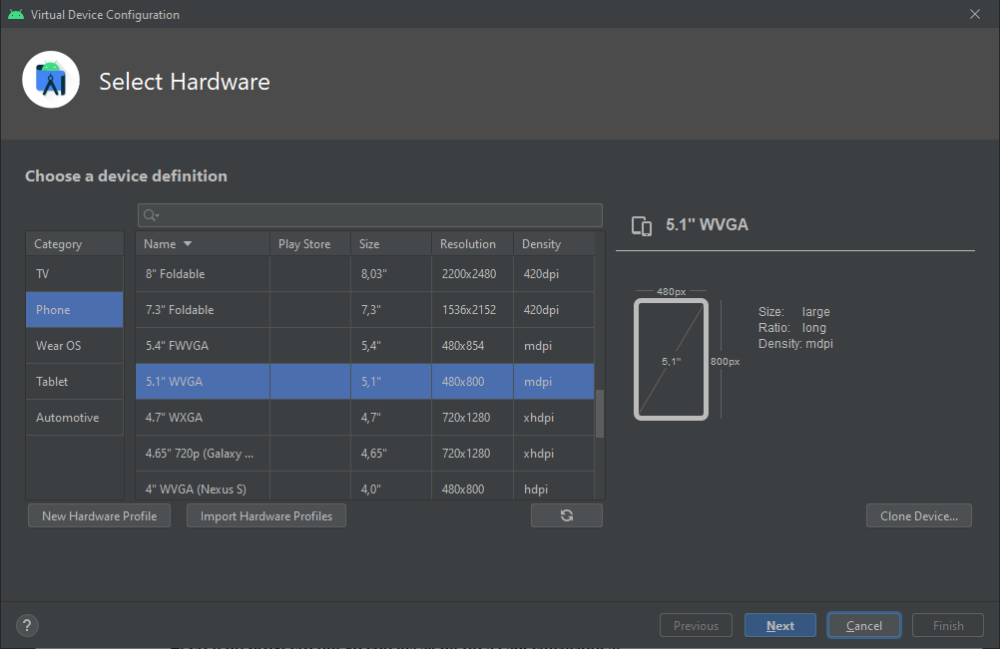 Virtual Device Configuration
Select Hardware
Choose a device definition
Category
TV
Phone
Wear OS
Tablet
Automotive
Name Play Store Size Resolution Density
8" Foldable 8,03" 2200x2480 420dpi
7.3" Foldable 7,3" 1536x2152 420dpi
5.4" FWVGA 5,4" 480x854 mdpi
5.1" WVGA 5,1" 480x800 mdpi
4.7" WXGA 4,7" 720x1280 xhdpi
4.65" 720p (Galaxy ... 4,65" 720x1280 xhdpi
4" WVGA (Nexus S) 4,0" 480x800 hdpi
5.1" WVGA
480px
5,1"
800px
Size: large
Ratio: long
Density: mdpi
New Hardware Profile Import Hardware Profiles Clone Device...
? Previous Next Cancel Finish